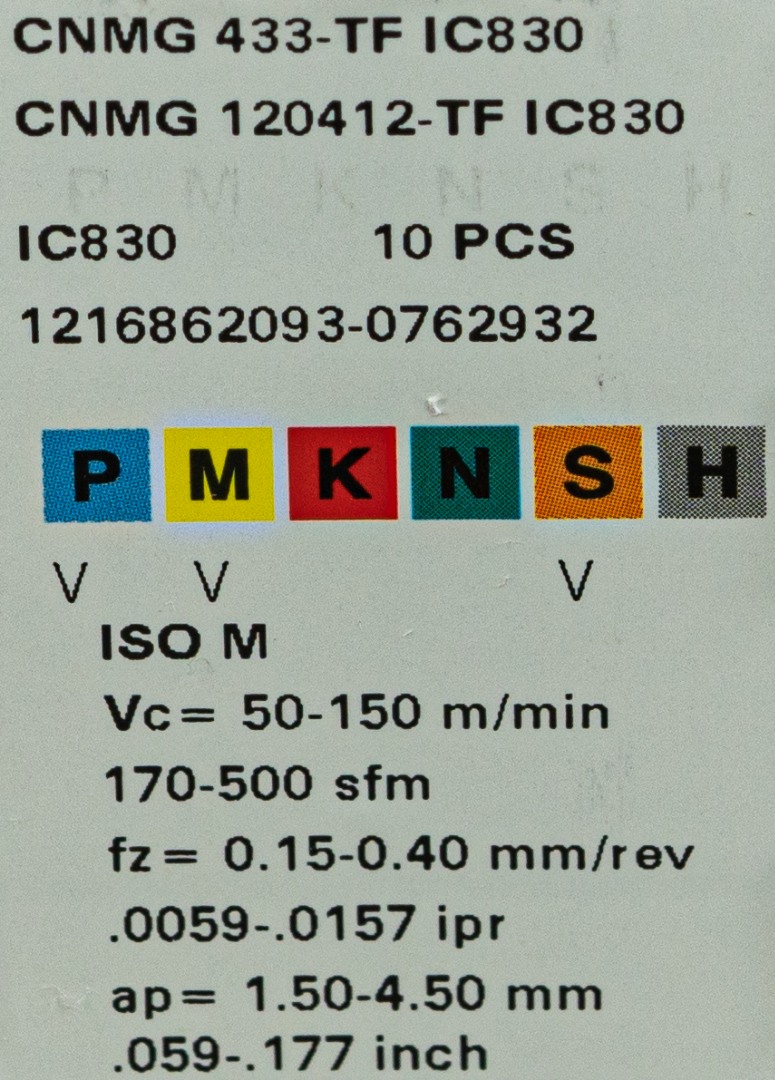 CNMG 433-TF IC830
CNMG 120412-TF IC830
IC830 10 PCS
1216862093-0762932
P M K N S H
V V V
ISO M
Vc= 50-150 m/min
170-500 sfm
fz= 0.15-0.40 mm/rev
.0059-.0157 ipr
ap= 1.50-4.50 mm
.059-.177 inch